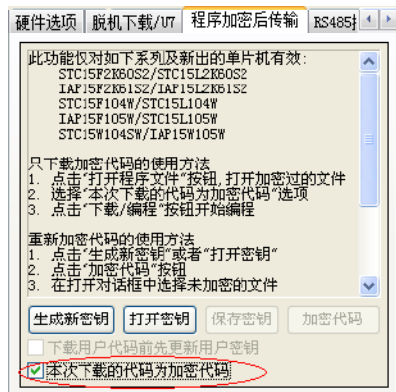 硬件选项 脱机下载/U7 程序加密后传输 RS485
此功能仅对如下系列及新出的单片机有效:
STC15F2K60S2/STC15L2K60S2
IAP15F2K61S2/IAP15L2K61S2
STC15F104W/STC15L104W
IAP15F105W/STC15L105W
STC15W104SW/IAP15W105W
只下载加密代码的使用方法
1. 点击"打开程序文件"按钮,打开加密过的文件
2. 选择"本次下载的代码为加密代码"选项
3. 点击"下载/编程"按钮开始编程
重新加密代码的使用方法
1. 点击"生成新密钥"或者"打开密钥"
2. 点击"加密代码"按钮
3. 在打开对话框中选择未加密的文件
生成新密钥 打开密钥 保存密钥 加密代码
下载用户代码前先更新用户密钥
本次下载的代码为加密代码